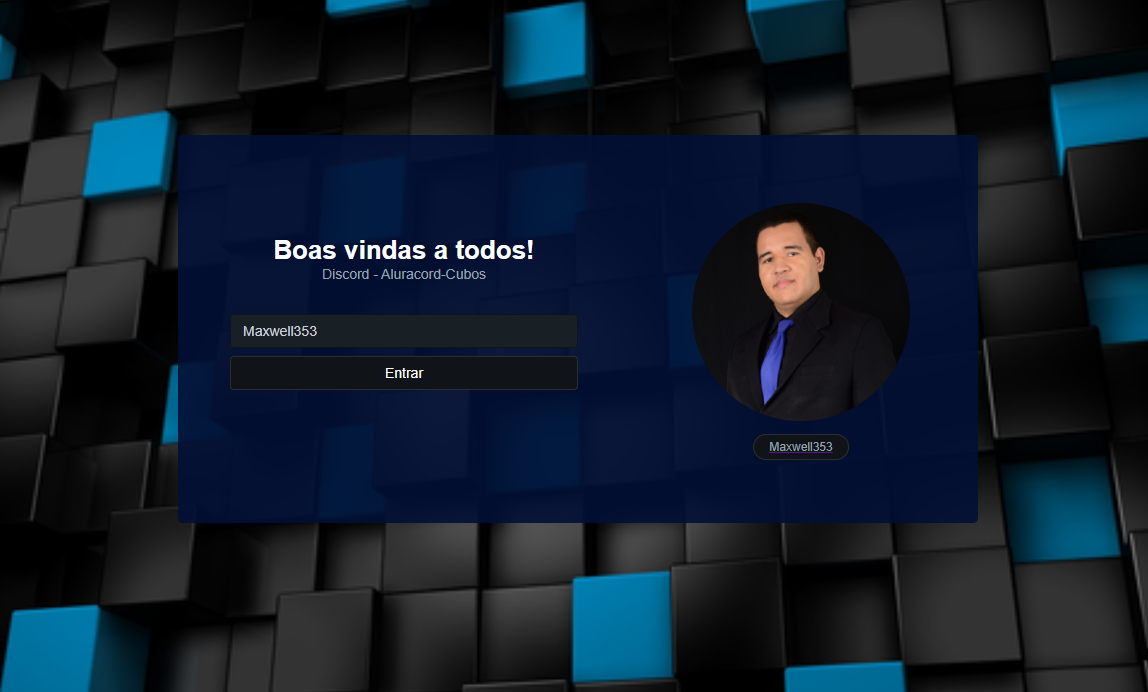 Boas vindas a todos!
Discord - Aluracord-Cubos
Maxwell353
Entrar
Maxwell353